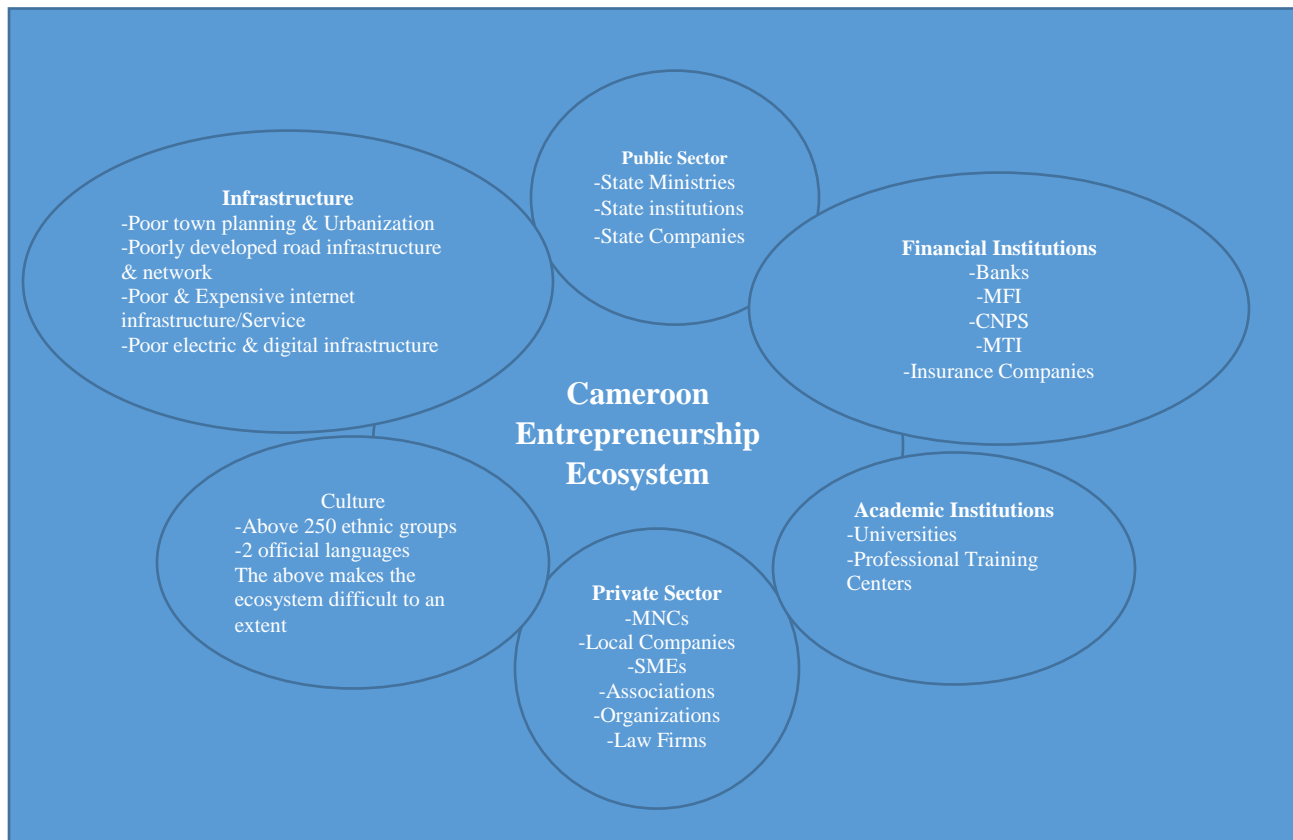 Public Sector
-State Ministries
-State institutions
-State Companies
Infrastructure
-Poor town planning & Urbanization
-Poorly developed road infrastructure
& network
-Poor & Expensive internet
infrastructure/Service
-Poor electric & digital infrastructure
Financial Institutions
-Banks
-MFI
-CNPS
-MTI
-Insurance Companies
Cameroon
Entrepreneurship
Ecosystem
Culture
-Above 250 ethnic groups
-2 official languages
The above makes the
ecosystem difficult to an
extent
Academic Institutions
-Universities
-Professional Training
Centers
Private Sector
-MNCs
-Local Companies
-SMEs
-Associations
-Organizations
-Law Firms